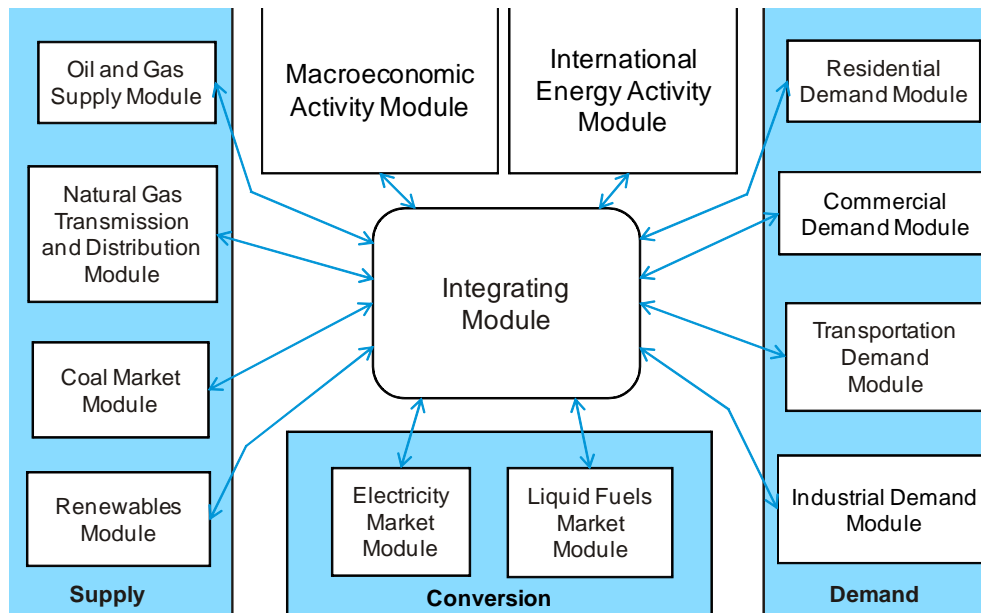 Oil and Gas
Supply Module
Natural Gas
Transmission
and Distribution
Module
Coal Market
Module
Renewables
Module
Supply
Macroeconomic
Activity Module
International
Energy Activity
Module
Integrating
Module
Electricity
Market
Module
Liquid Fuels
Market
Module
Conversion
Residential
Demand Module
Commercial
Demand Module
Transportation
Demand
Module
Industrial Demand
Module
Demand